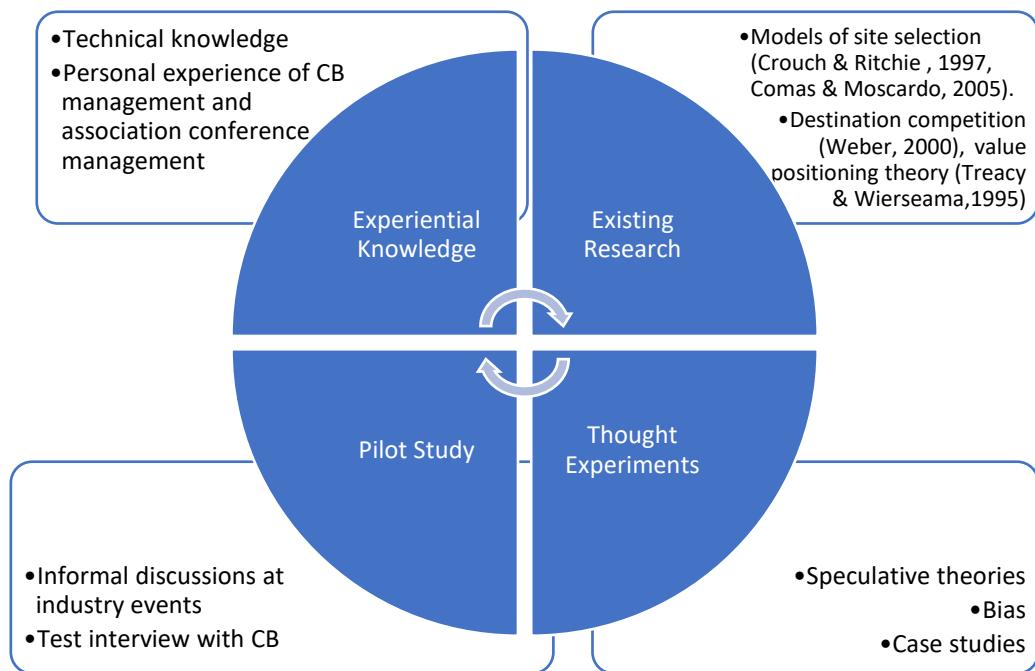 •Technical knowledge
•Personal experience of CB
management and
association conference
management
•Models of site selection
(Crouch & Ritchie , 1997,
Comas & Moscardo, 2005).
•Destination competition
(Weber, 2000), value
positioning theory (Treacy
& Wierseama,1995)
Experiential
Knowledge
Existing
Research
Pilot Study
Thought
Experiments
•Informal discussions at
industry events
•Test interview with CB
•Speculative theories
•Bias
•Case studies